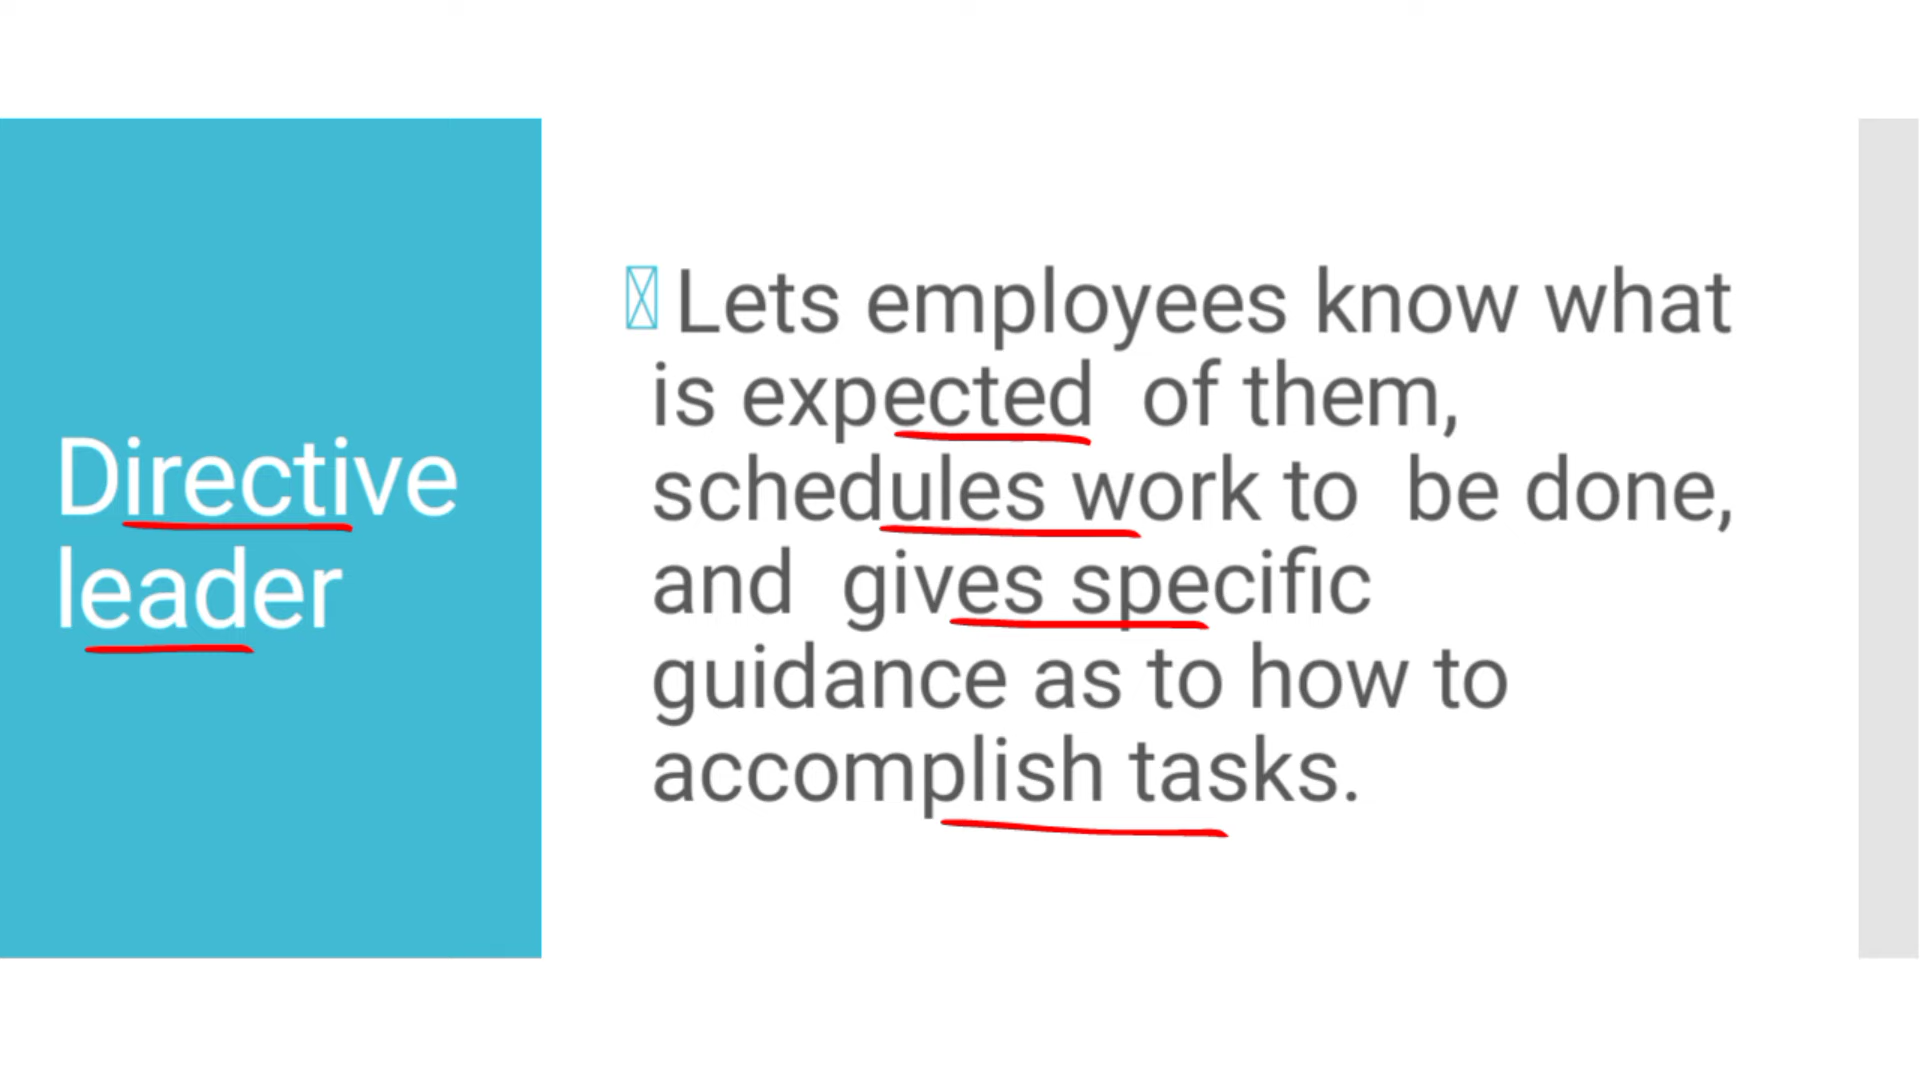 Directive
leader
Lets employees know what
is expected of them,
schedules work to be done,
and gives specific
guidance as to how to
accomplish tasks.